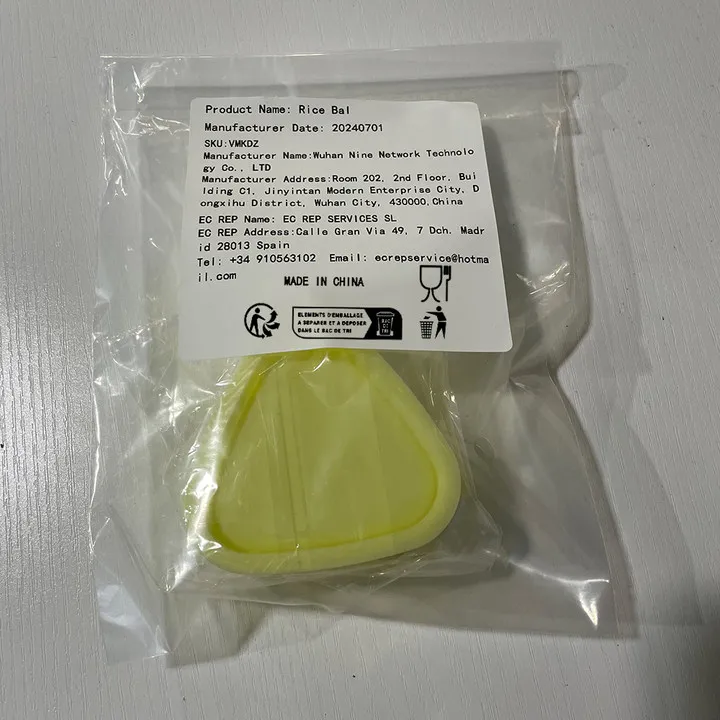 Product Name: Rice Bal
Manufacturer Date: 20240701
SKU:VMKDZ
Manufacturer Name:Wuhan Nine Network Technolo
gy Co., LTD
Manufacturer Address:Room 202, 2nd Floor, Bui
lding C1, Jinyintan Modern Enterprise City, D
ongxihu District, Wuhan City, 430000,China
EC REP Name: EC REP SERVICES SL
EC REP Address:Calle Gran Via 49, 7 Dch. Madr
id 28013 Spain
Tel: +34 910563102 Email: ecrepservice@hotma
il.com
MADE IN CHINA
ELEMENTS D'EMBALLAGE
A SEPARER ET A DEPOSER
DANS LE BAC DE TRI
BAC
DE
TRI